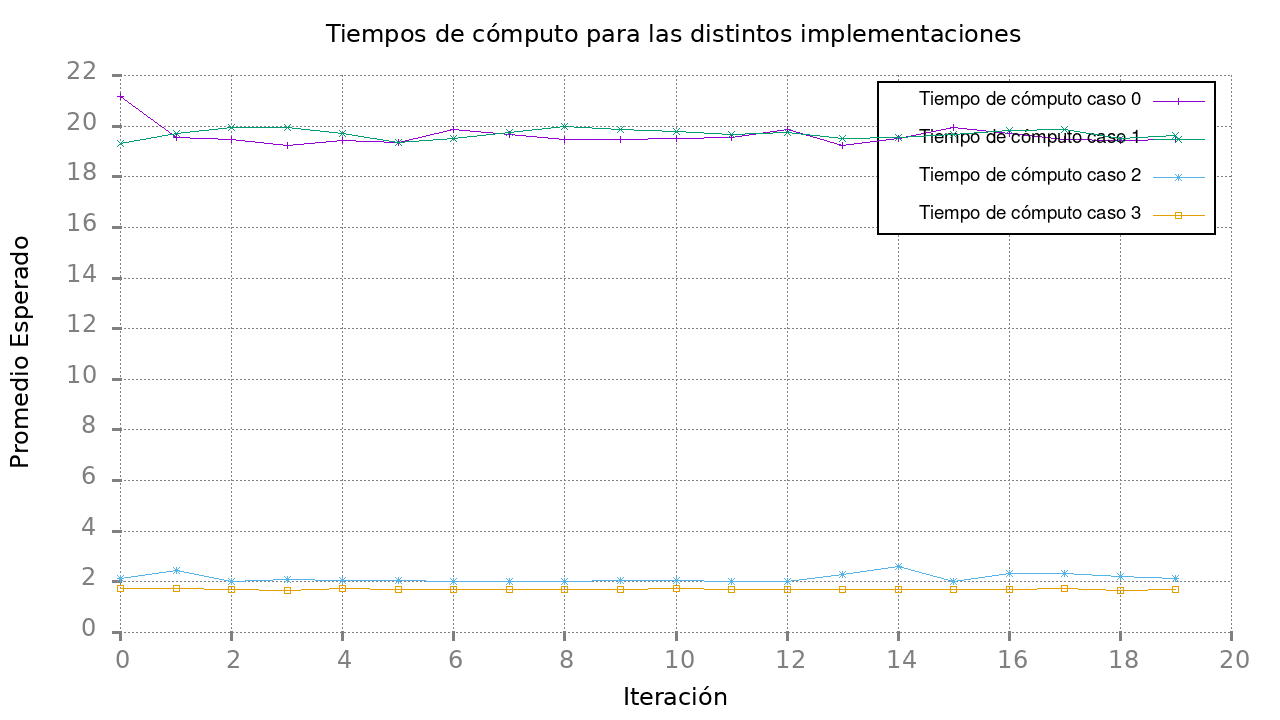 Tiempos de cómputo para las distintos implementaciones
22
20
18
16
14
12
10
8
6
4
2
0
Promedio Esperado
Tiempo de cómputo caso 0
Tiempo de cómputo caso 1
Tiempo de cómputo caso 2
Tiempo de cómputo caso 3
0 2 4 6 8 10 12 14 16 18 20
Iteración